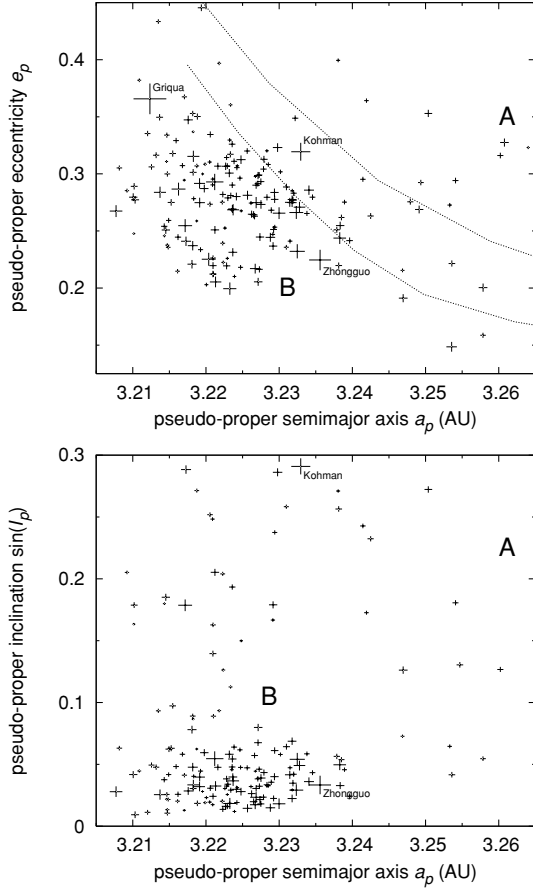 0.4
0.3
0.2
pseudo-proper eccentricity e_p
Griqua
Kohman
Zhongguo
A
B
3.21 3.22 3.23 3.24 3.25 3.26
pseudo-proper semimajor axis a_p (AU)
0.3
0.2
0.1
0
pseudo-proper inclination sin(I_p)
Kohman
A
B
Zhongguo
3.21 3.22 3.23 3.24 3.25 3.26
pseudo-proper semimajor axis a_p (AU)